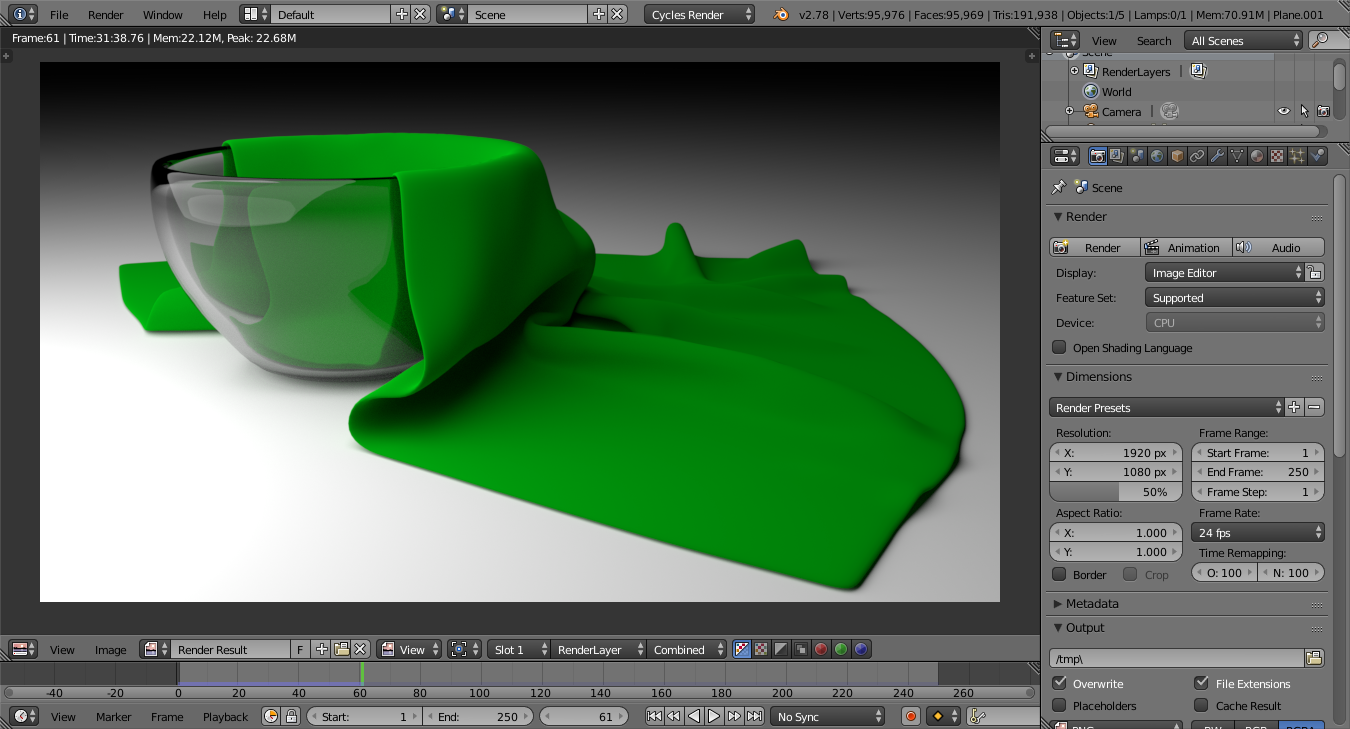 File Render Window Help Default Scene Cycles Render v2.78 | Verts:95,976 | Faces:95,969 | Tris:191,938 | Objects:1/5 | Lamps:0/1 | Mem:70.91M | Plane.001
Frame:61 | Time:31:38.76 | Mem:22.12M, Peak: 22.68M
View Search All Scenes
Scene
RenderLayers |
World
Camera |
Scene
Render
Render Animation Audio
Display: Image Editor
Feature Set: Supported
Device: CPU
Open Shading Language
Dimensions
Render Presets
Resolution: Frame Range:
X: 1920 px Start Frame: 1
Y: 1080 px End Frame: 250
50% Frame Step: 1
Aspect Ratio: Frame Rate:
X: 1.000 24 fps
Y: 1.000 Time Remapping:
Border Crop O: 100 N: 100
Metadata
Output
/tmp\
Overwrite File Extensions
Placeholders Cache Result
PNG BW RGB RGBA
View Image Render Result F View Slot 1 RenderLayer Combined
-40 -20 0 20 40 60 80 100 120 140 160 180 200 220 240 260
View Marker Frame Playback Start: 1 End: 250 61 No Sync